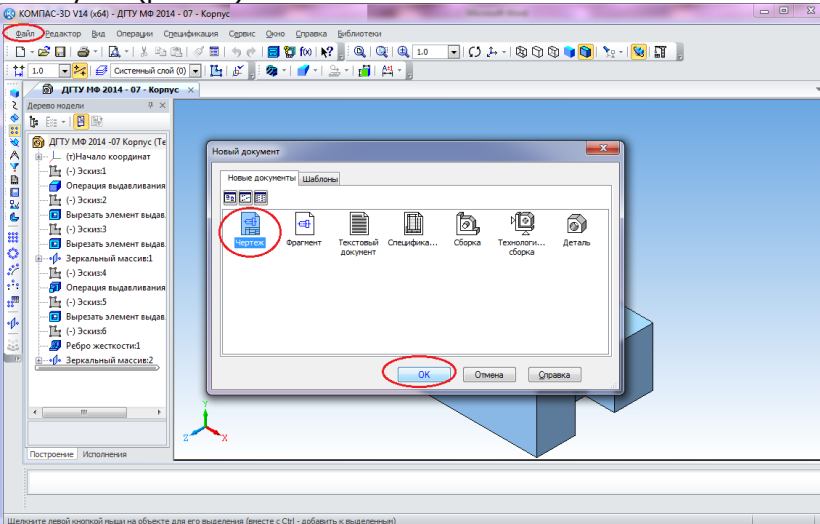 КОМПАС-3D V14 (x64) - ДГТУ МФ 2014 - 07 - Корпус
Файл Редактор Вид Операции Спецификация Сервис Окно Справка Библиотеки
1.0
1.0 Системный слой (0)
ДГТУ МФ 2014 - 07 - Корпус
Дерево модели
ДГТУ МФ 2014 -07 Корпус (Те
(т)Начало координат
(-) Эскиз:1
Операция выдавливания
(-) Эскиз:2
Вырезать элемент выдав.
(-) Эскиз:3
Вырезать элемент выдав.
Зеркальный массив:1
(-) Эскиз:4
Операция выдавливания
(-) Эскиз:5
Вырезать элемент выдав.
(-) Эскиз:6
Ребро жесткости:1
Зеркальный массив:2
Построение Исполнения
Новый документ
Новые документы Шаблоны
Чертеж Фрагмент Текстовый документ Специфика... Сборка Технологи... сборка Деталь
OK Отмена Справка
Y
Z X
Щелкните левой кнопкой мыши на объекте для его выделения (вместе с Ctrl - добавить к выделенным)